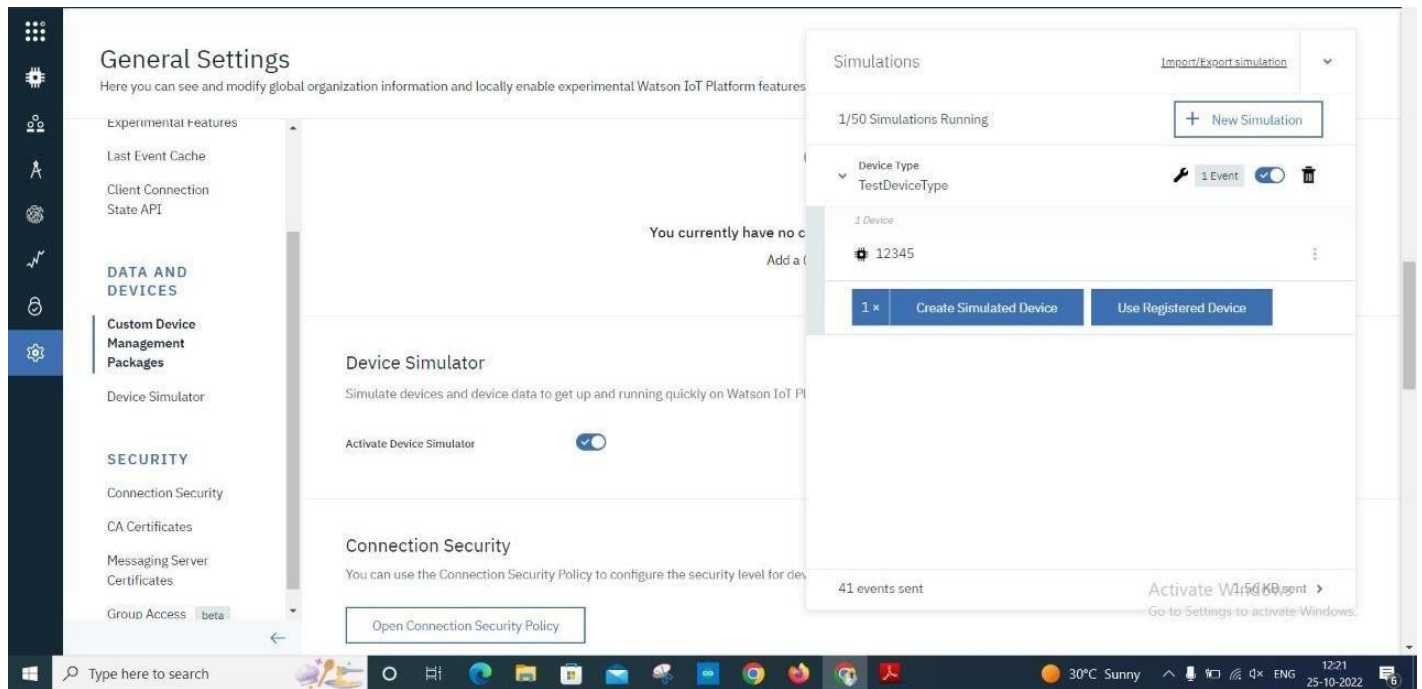 General Settings
Here you can see and modify global organization information and locally enable experimental Watson IoT Platform features
Experimental Features
Last Event Cache
Client Connection
State API
DATA AND
DEVICES
Custom Device
Management
Packages
Device Simulator
SECURITY
Connection Security
CA Certificates
Messaging Server
Certificates
Group Access beta
You currently have no c
Add a
Device Simulator
Simulate devices and device data to get up and running quickly on Watson IoT Pl
Activate Device Simulator
Connection Security
You can use the Connection Security Policy to configure the security level for dev
Open Connection Security Policy
Simulations
Import/Export simulation
1/50 Simulations Running
+ New Simulation
Device Type
TestDeviceType
1 Event
1 Device
12345
1 × Create Simulated Device
Use Registered Device
41 events sent
1.56 KB sent
Activate Windows
Go to Settings to activate Windows.
Type here to search
30°C Sunny
ENG
12:21
25-10-2022
6